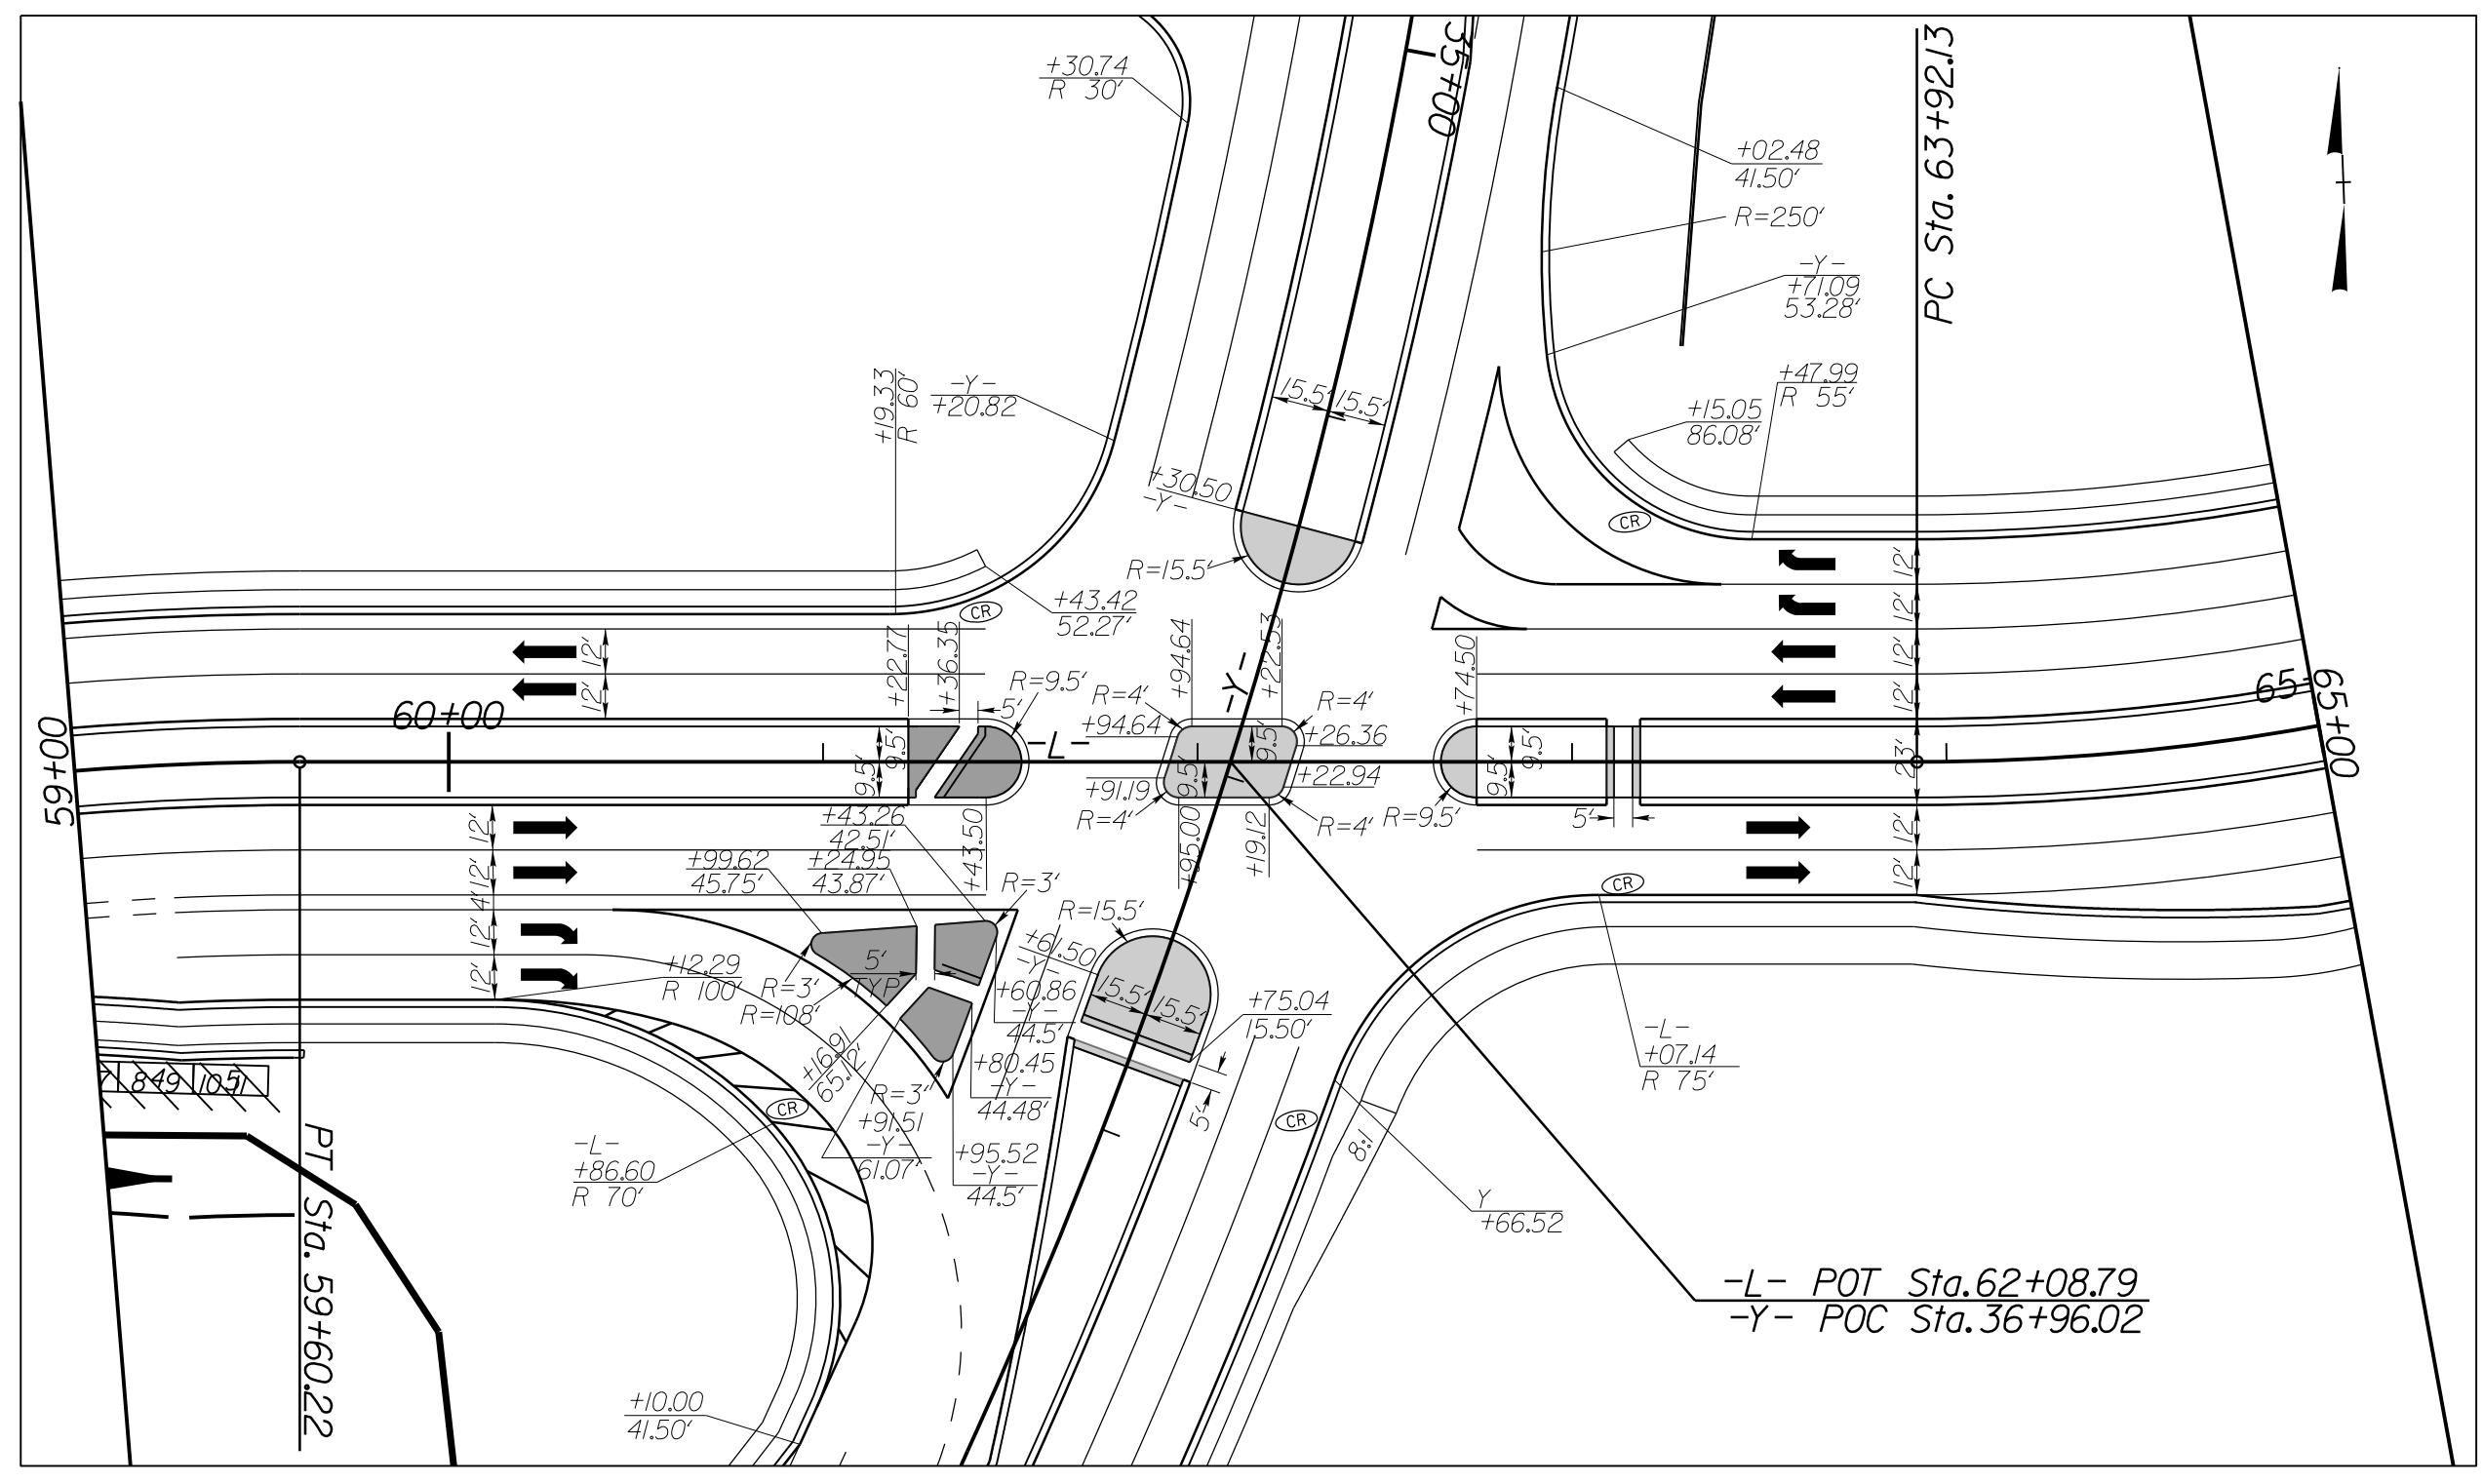 +30.74
R 30'
35+00
PC Sta. 63+92.13
+02.48
41.50'
R=250'
-Y-
+71.09
53.28'
+47.99
R 55'
+15.05
86.08'
+19.33
R 60'
-Y-
+20.82
15.5'
15.5'
+30.50
-Y-
CR
R=15.5'
12'
12'
12'
12'
23'
12'
12'
CR
+43.42
52.27'
12'
12'
+22.77
+36.35
5'
R=9.5'
+94.64
+22.53
-Y-
+74.50
R=4'
R=4'
+94.64
+26.36
60+00
59+00
-L-
65+00
65+
9.5'
9.5'
9.5'
9.5'
9.5'
9.5'
+91.19
+22.94
R=4'
R=4'
R=9.5'
5'
+95.00
+19.12
+43.26
42.51'
+43.50
+99.62
45.75'
+24.95
43.87'
R=3'
R=15.5'
12'
12'
4'
12'
12'
CR
+61.50
-Y-
5'
TYP
R=3'
R=108'
+12.29
R 100'
+60.86
-Y-
44.5'
15.5'
15.5'
+75.04
15.50'
-L-
+07.14
R 75'
7
849
1051
+16.91
65.12'
+80.45
-Y-
44.48'
R=3'
CR
+91.51
-Y-
61.07'
5'
CR
8:1
-L-
+86.60
R 70'
+95.52
-Y-
44.5'
Y
+66.52
PT Sta. 59+60.22
-L- POT Sta. 62+08.79
-Y- POC Sta. 36+96.02
+10.00
41.50'